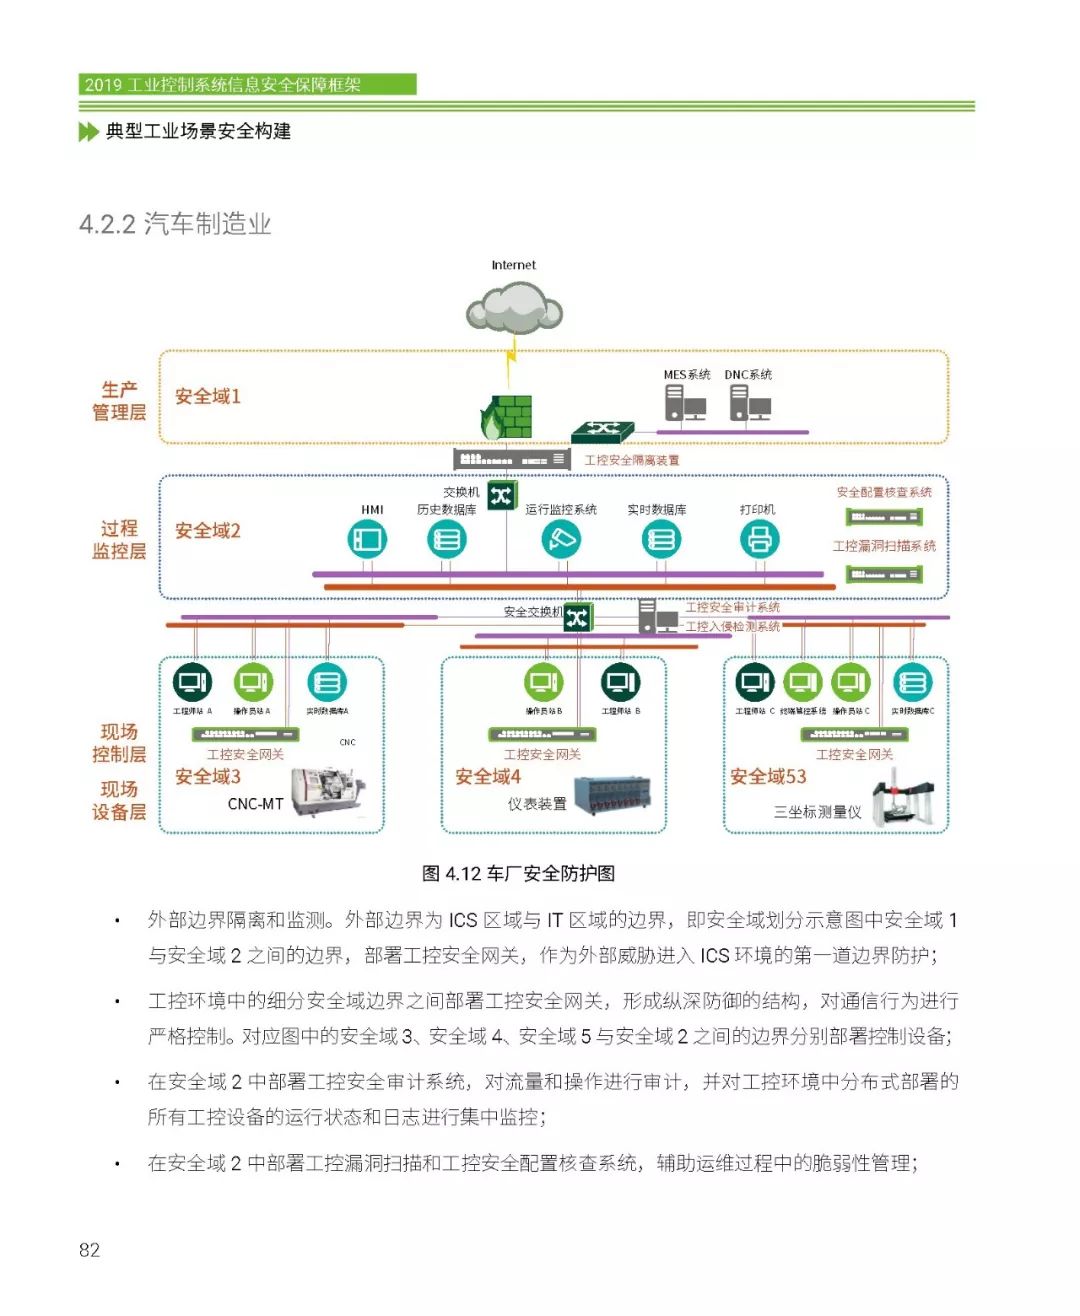 2019 工业控制系统信息安全保障框架
典型工业场景安全构建
4.2.2 汽车制造业
Internet
生产
管理层
安全域1
MES系统 DNC系统
工控安全隔离装置
过程
监控层
安全域2
交换机
HMI
历史数据库
运行监控系统
实时数据库
打印机
安全配置核查系统
工控漏洞扫描系统
安全交换机
工控安全审计系统
工控入侵检测系统
工程师站 A
操作员站 A
实时数据库A
操作员站 B
工程师站 B
工程师站 C
终端管控系统
操作员站 C
实时数据库C
现场
控制层
工控安全网关
CNC
工控安全网关
工控安全网关
现场
设备层
安全域3
CNC-MT
安全域4
仪表装置
安全域53
三坐标测量仪
图 4.12 车厂安全防护图
• 外部边界隔离和监测。外部边界为 ICS 区域与 IT 区域的边界，即安全域划分示意图中安全域 1
与安全域 2 之间的边界，部署工控安全网关，作为外部威胁进入 ICS 环境的第一道边界防护；
• 工控环境中的细分安全域边界之间部署工控安全网关，形成纵深防御的结构，对通信行为进行
严格控制。对应图中的安全域 3、安全域 4、安全域 5 与安全域 2 之间的边界分别部署控制设备；
• 在安全域 2 中部署工控安全审计系统，对流量和操作进行审计，并对工控环境中分布式部署的
所有工控设备的运行状态和日志进行集中监控；
• 在安全域 2 中部署工控漏洞扫描和工控安全配置核查系统，辅助运维过程中的脆弱性管理；
82